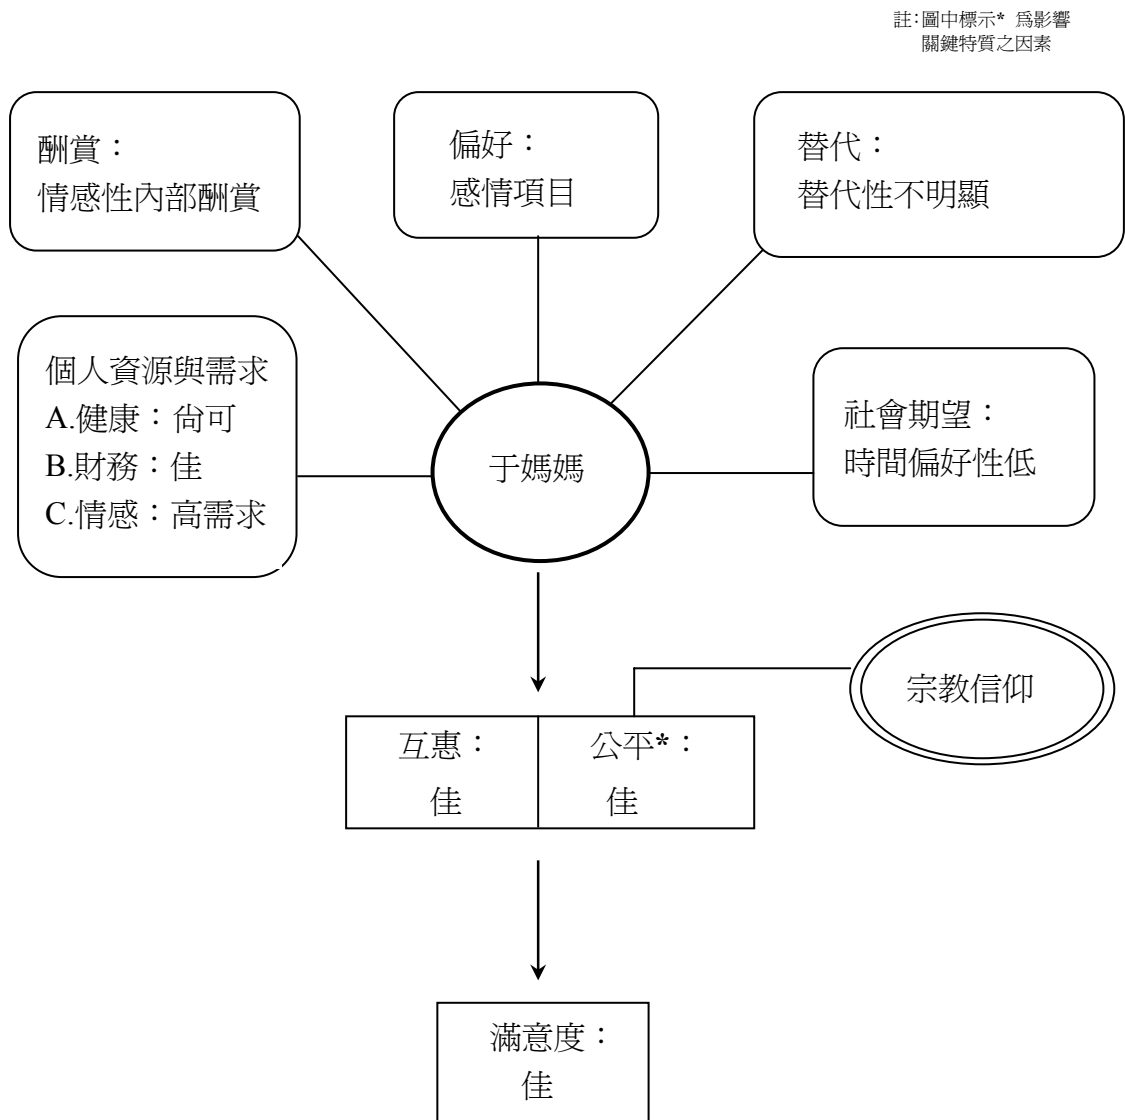 註:圖中標示* 爲影響
關鍵特質之因素
酬賞：
情感性內部酬賞
偏好：
感情項目
替代：
替代性不明顯
個人資源與需求
A.健康：尙可
B.財務：佳
C.情感：高需求
于媽媽
社會期望：
時間偏好性低
宗教信仰
互惠：
佳
公平*：
佳
滿意度：
佳